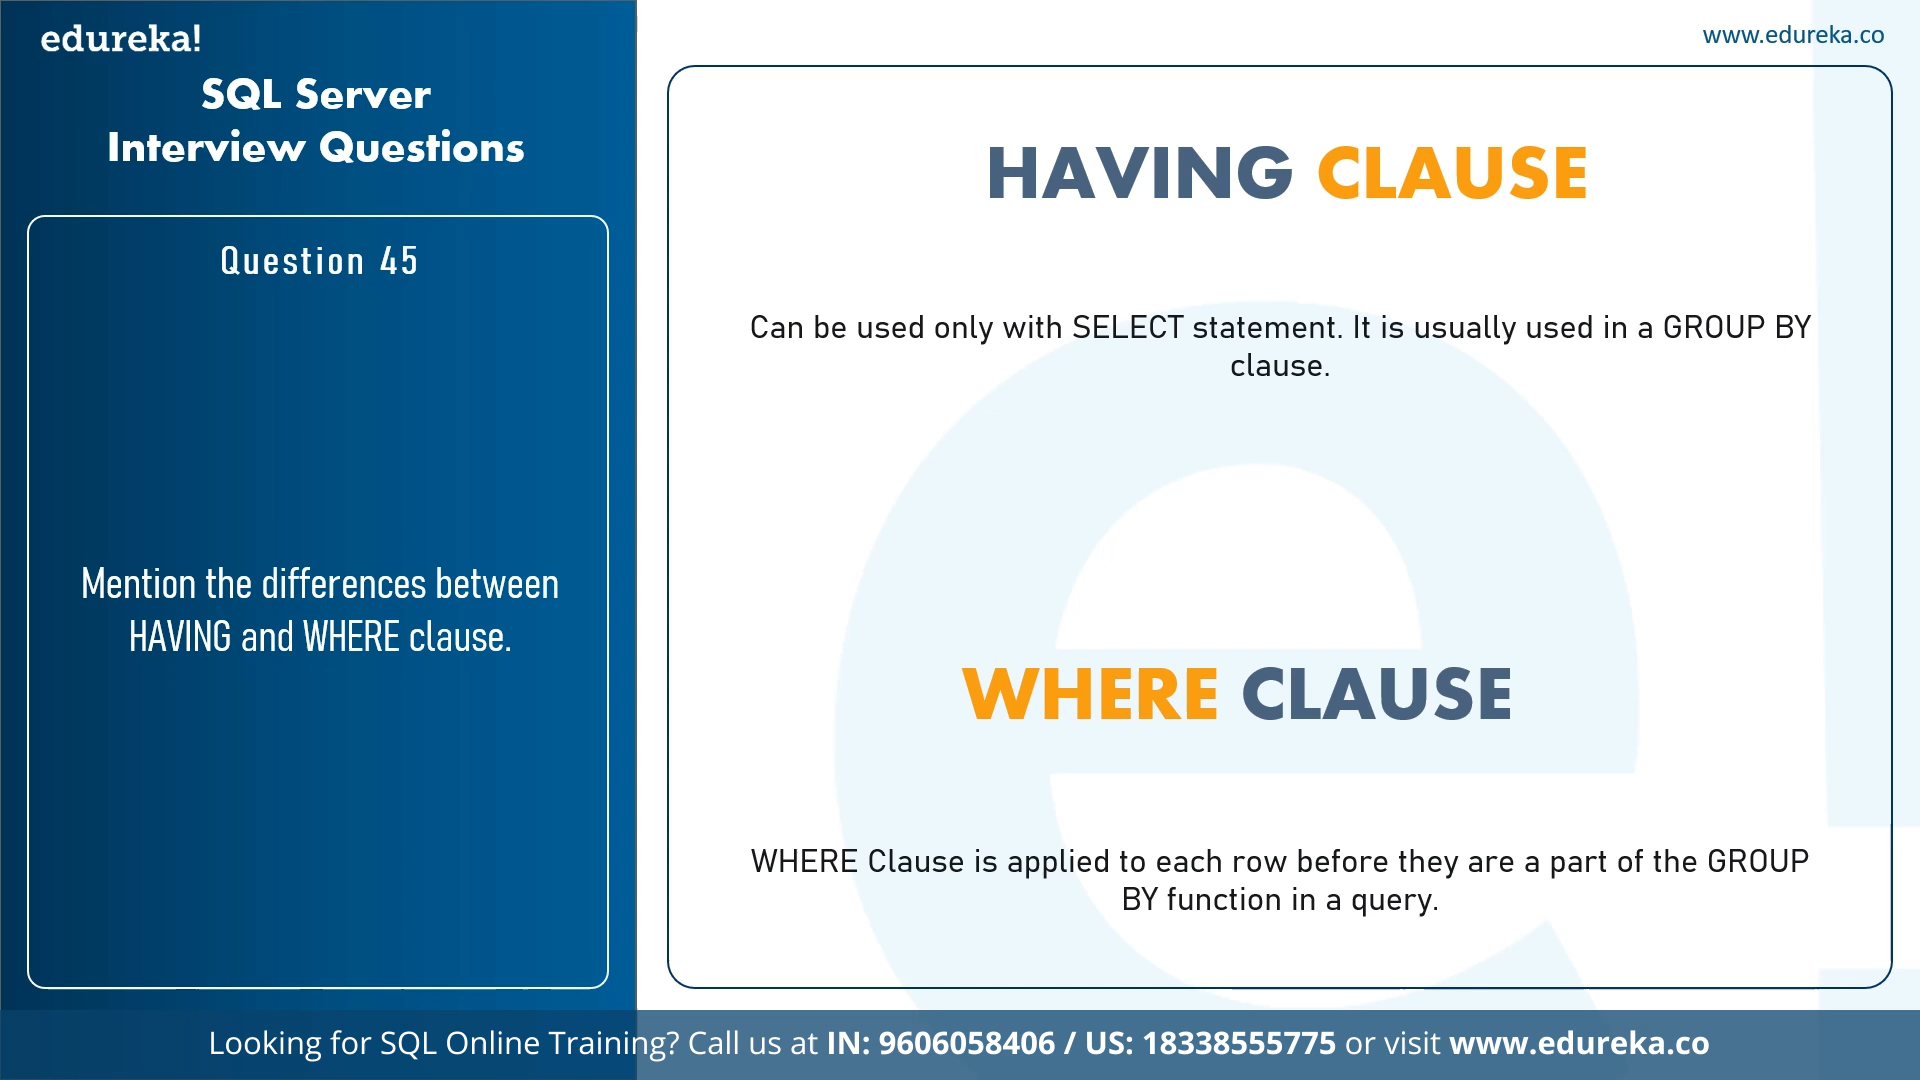 edureka!
SQL Server
Interview Questions
Question 45
Mention the differences between
HAVING and WHERE clause.
www.edureka.co
HAVING CLAUSE
Can be used only with SELECT statement. It is usually used in a GROUP BY
clause.
WHERE CLAUSE
WHERE Clause is applied to each row before they are a part of the GROUP
BY function in a query.
Looking for SQL Online Training? Call us at IN: 9606058406 / US: 18338555775 or visit www.edureka.co